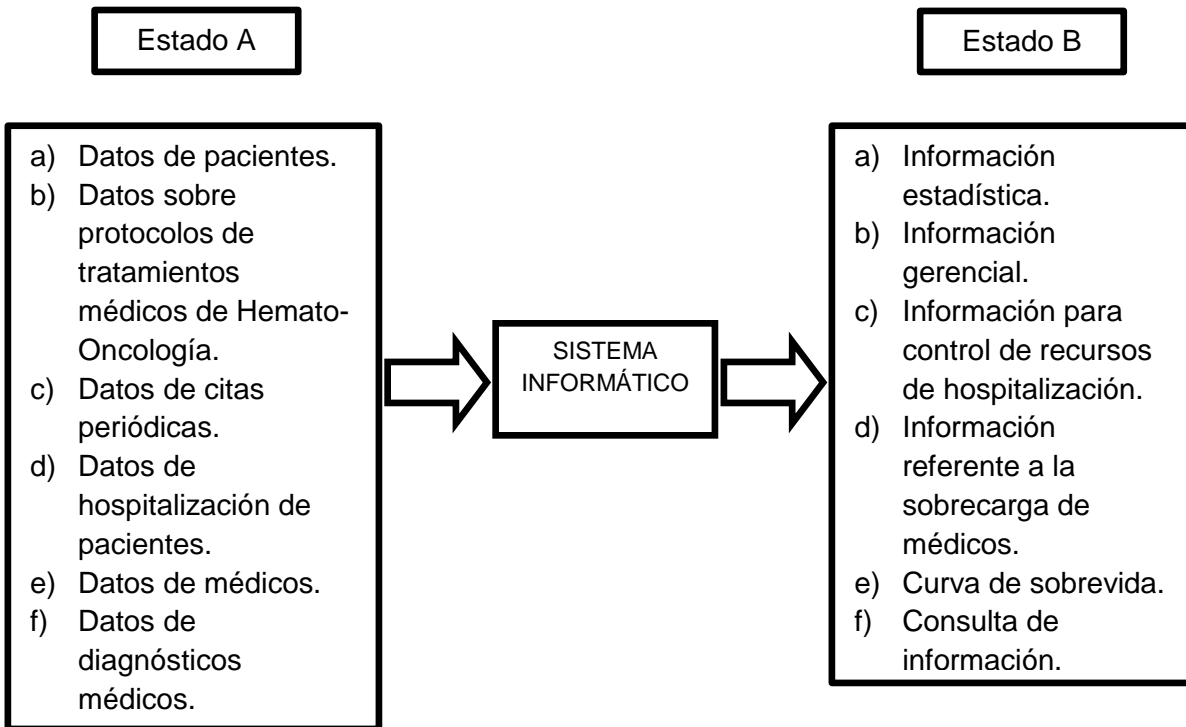 Estado A
Estado B
a) Datos de pacientes.
b) Datos sobre
protocolos de
tratamientos
médicos de Hemato-
Oncología.
c) Datos de citas
periódicas.
d) Datos de
hospitalización de
pacientes.
e) Datos de médicos.
f) Datos de
diagnósticos
médicos.
SISTEMA
INFORMÁTICO
a) Información
estadística.
b) Información
gerencial.
c) Información para
control de recursos
de hospitalización.
d) Información
referente a la
sobrecarga de
médicos.
e) Curva de sobrevida.
f) Consulta de
información.